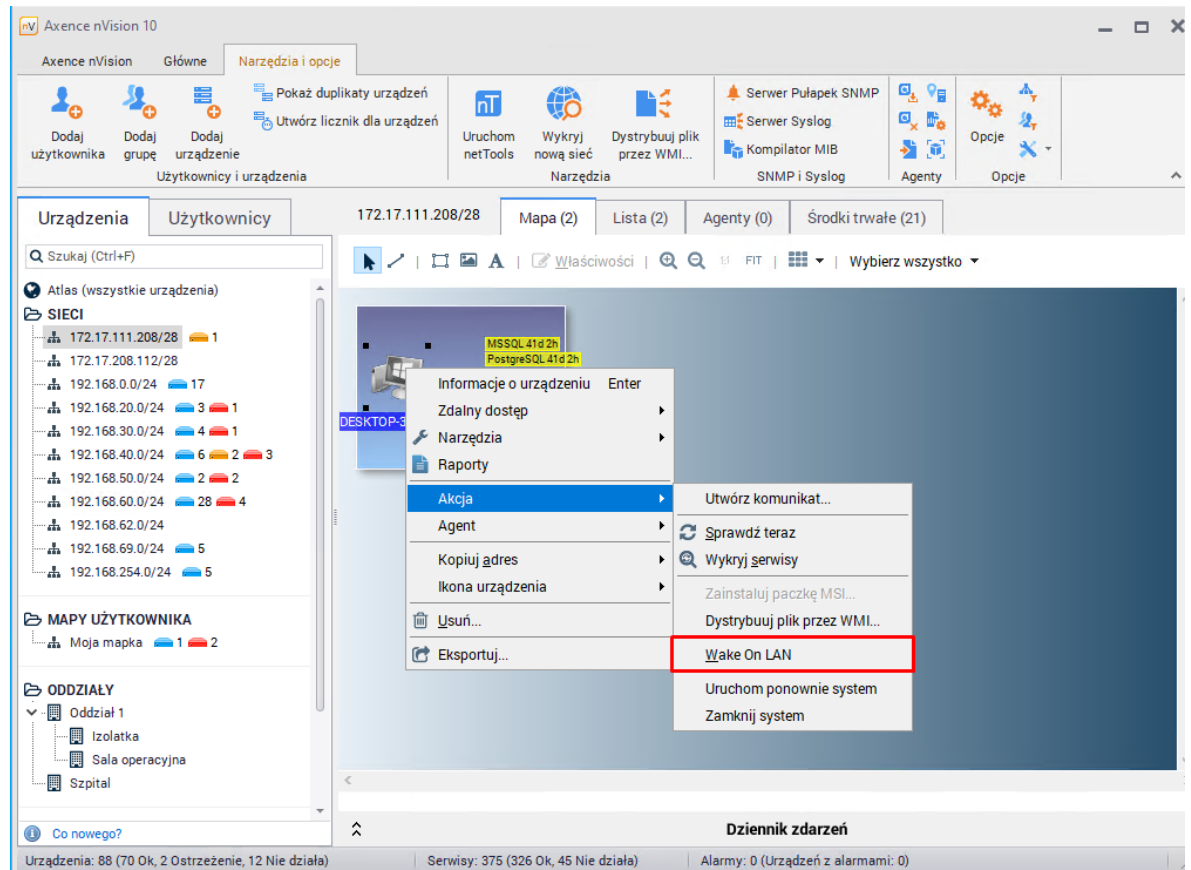 nV Axence nVision 10
Axence nVision Główne Narzędzia i opcje
Dodaj użytkownika
Dodaj grupę
Dodaj urządzenie
Pokaż duplikaty urządzeń
Utwórz licznik dla urządzeń
Użytkownicy i urządzenia
nT
Uruchom netTools
Wykryj nową sieć
Dystrybuuj plik przez WMI...
Narzędzia
Serwer Pułapek SNMP
Serwer Syslog
Kompilator MIB
SNMP i Syslog
Agenty
Opcje
Opcje
Urządzenia Użytkownicy
Szukaj (Ctrl+F)
Atlas (wszystkie urządzenia)
SIECI
172.17.111.208/28 1
172.17.208.112/28
192.168.0.0/24 17
192.168.20.0/24 3 1
192.168.30.0/24 4 1
192.168.40.0/24 6 2 3
192.168.50.0/24 2 2
192.168.60.0/24 28 4
192.168.62.0/24
192.168.69.0/24 5
192.168.254.0/24 5
MAPY UŻYTKOWNIKA
Moja mapka 1 2
ODDZIAŁY
Oddział 1
Izolatka
Sala operacyjna
Szpital
Co nowego?
172.17.111.208/28 Mapa (2) Lista (2) Agenty (0) Środki trwałe (21)
A Właściwości 1:1 FIT Wybierz wszystko
MSSQL 41d 2h
PostgreSQL 41d 2h
DESKTOP-3
Informacje o urządzeniu Enter
Zdalny dostęp
Narzędzia
Raporty
Akcja
Agent
Kopiuj adres
Ikona urządzenia
Usuń...
Eksportuj...
Utwórz komunikat...
Sprawdź teraz
Wykryj serwisy
Zainstaluj paczkę MSI...
Dystrybuuj plik przez WMI...
Wake On LAN
Uruchom ponownie system
Zamknij system
Dziennik zdarzeń
Urządzenia: 88 (70 Ok, 2 Ostrzeżenie, 12 Nie działa) Serwisy: 375 (326 Ok, 45 Nie działa) Alarmy: 0 (Urządzeń z alarmami: 0)